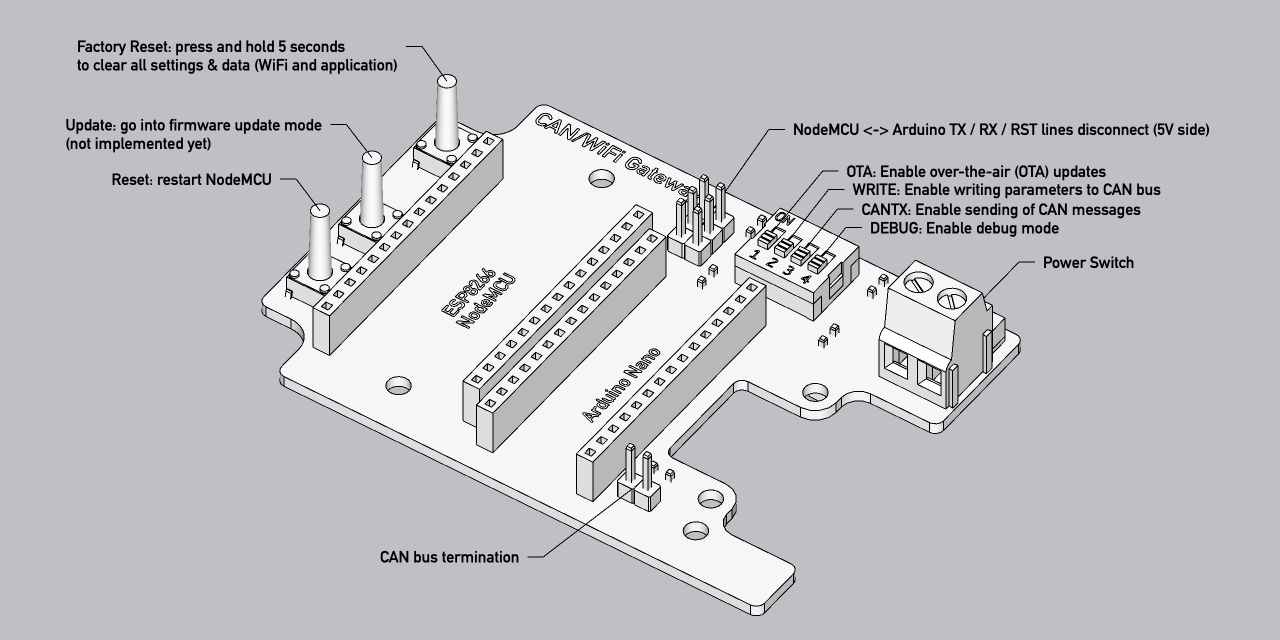 Factory Reset: press and hold 5 seconds
to clear all settings & data (WiFi and application)
Update: go into firmware update mode
(not implemented yet)
Reset: restart NodeMCU
CAN/WiFi Gateway
NodeMCU <-> Arduino TX / RX / RST lines disconnect (5V side)
OTA: Enable over-the-air (OTA) updates
WRITE: Enable writing parameters to CAN bus
CANTX: Enable sending of CAN messages
DEBUG: Enable debug mode
ON
1 2 3 4
Power Switch
ESP8266
NodeMCU
Arduino Nano
CAN bus termination